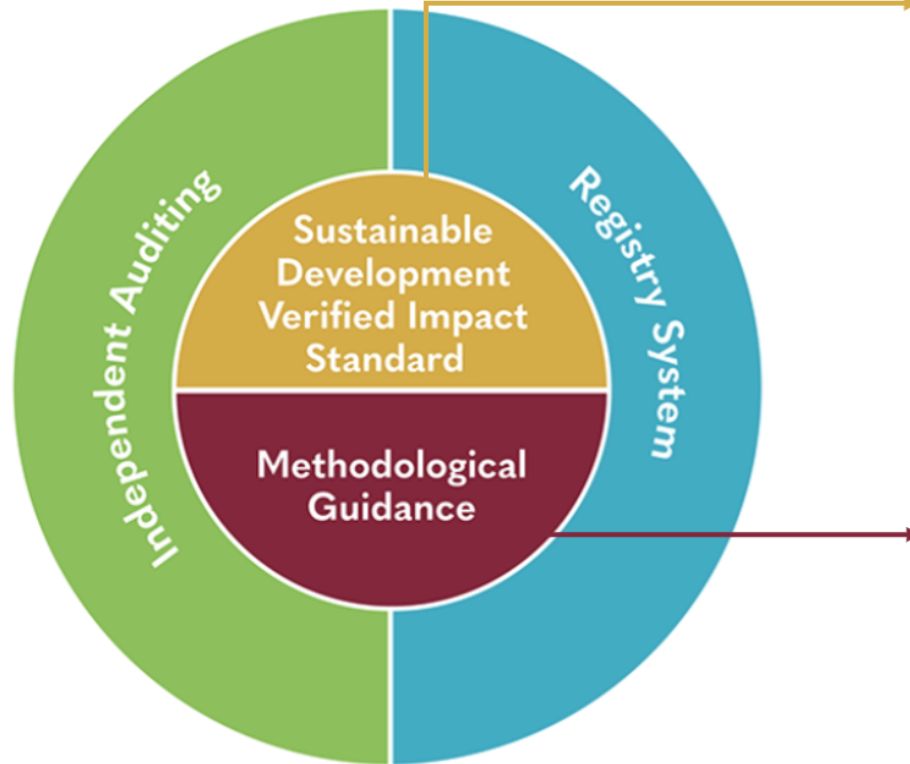 Independent Auditing
Sustainable
Development
Verified Impact
Standard
Methodological
Guidance
Registry System